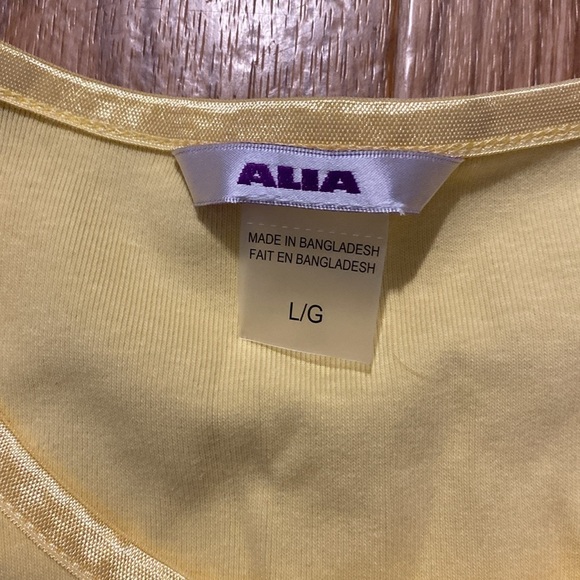 ALIA
MADE IN BANGLADESH
FAIT EN BANGLADESH
L/G